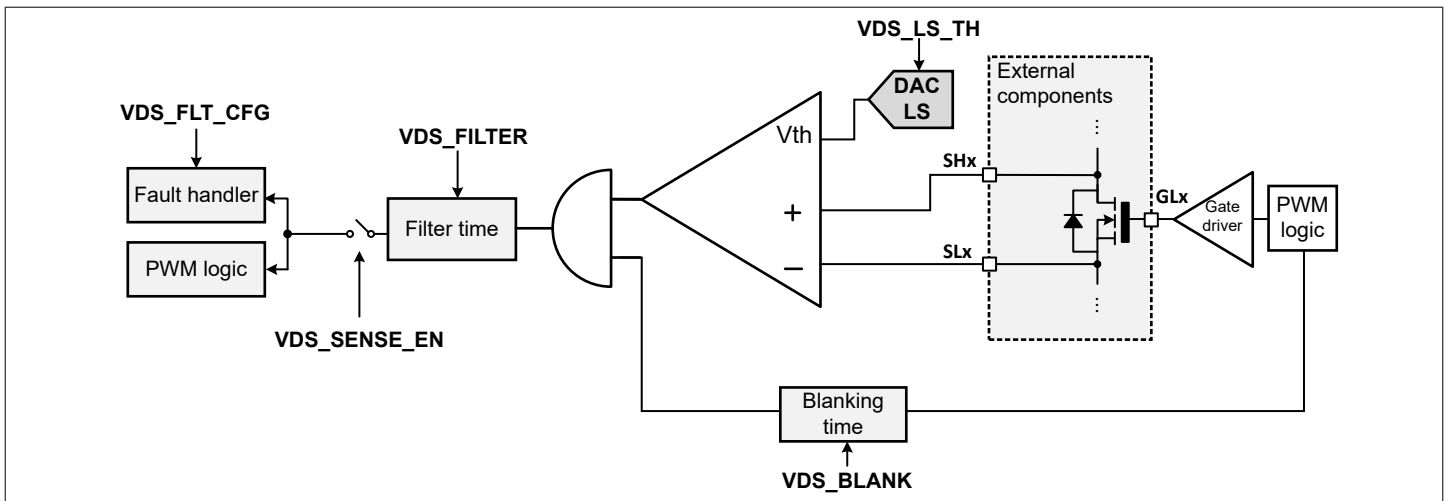 VDS_LS_TH
DAC
LS
External
components
VDS_FLT_CFG
VDS_FILTER
Vth
Fault handler
Filter time
PWM logic
SHx
+
GLx
Gate
driver
PWM
logic
SLx
−
VDS_SENSE_EN
Blanking
time
VDS_BLANK